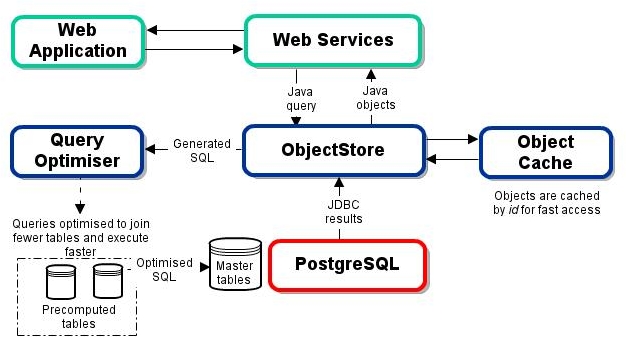 Web
Application
Web Services
Java
query
Java
objects
Query
Optimiser
Generated
SQL
ObjectStore
Object
Cache
Objects are cached
by id for fast access
JDBC
results
Queries optimised to join
fewer tables and execute
faster
Optimised
SQL
Master
tables
PostgreSQL
Precomputed
tables